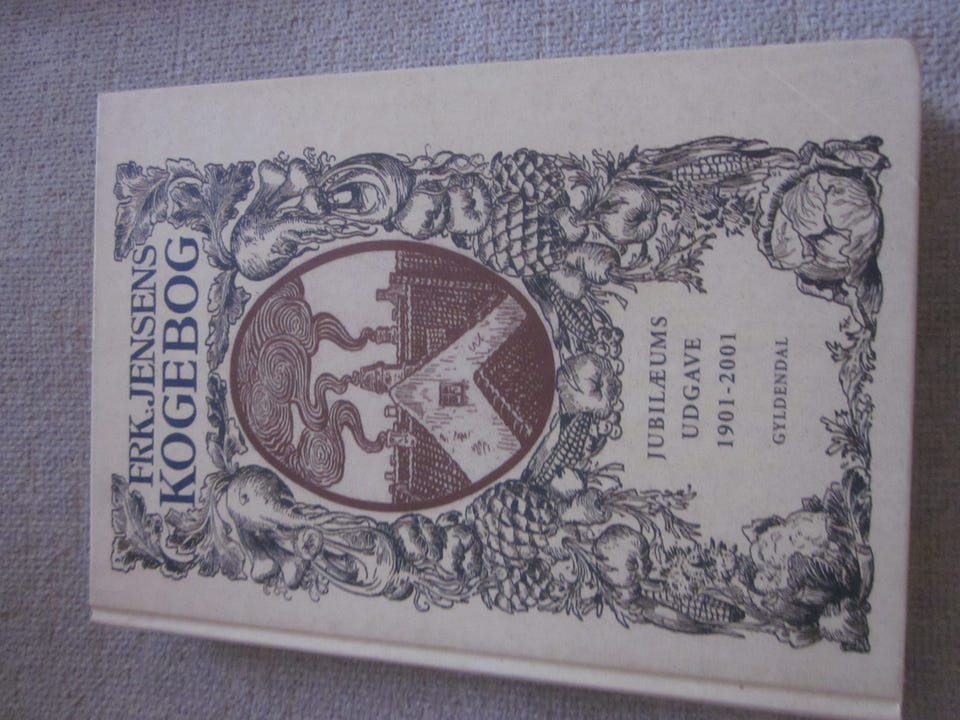 FRK. JENSENS
KOGEBOG
JUBILÆUMS
UDGAVE
1901-2001
GYLDENDAL